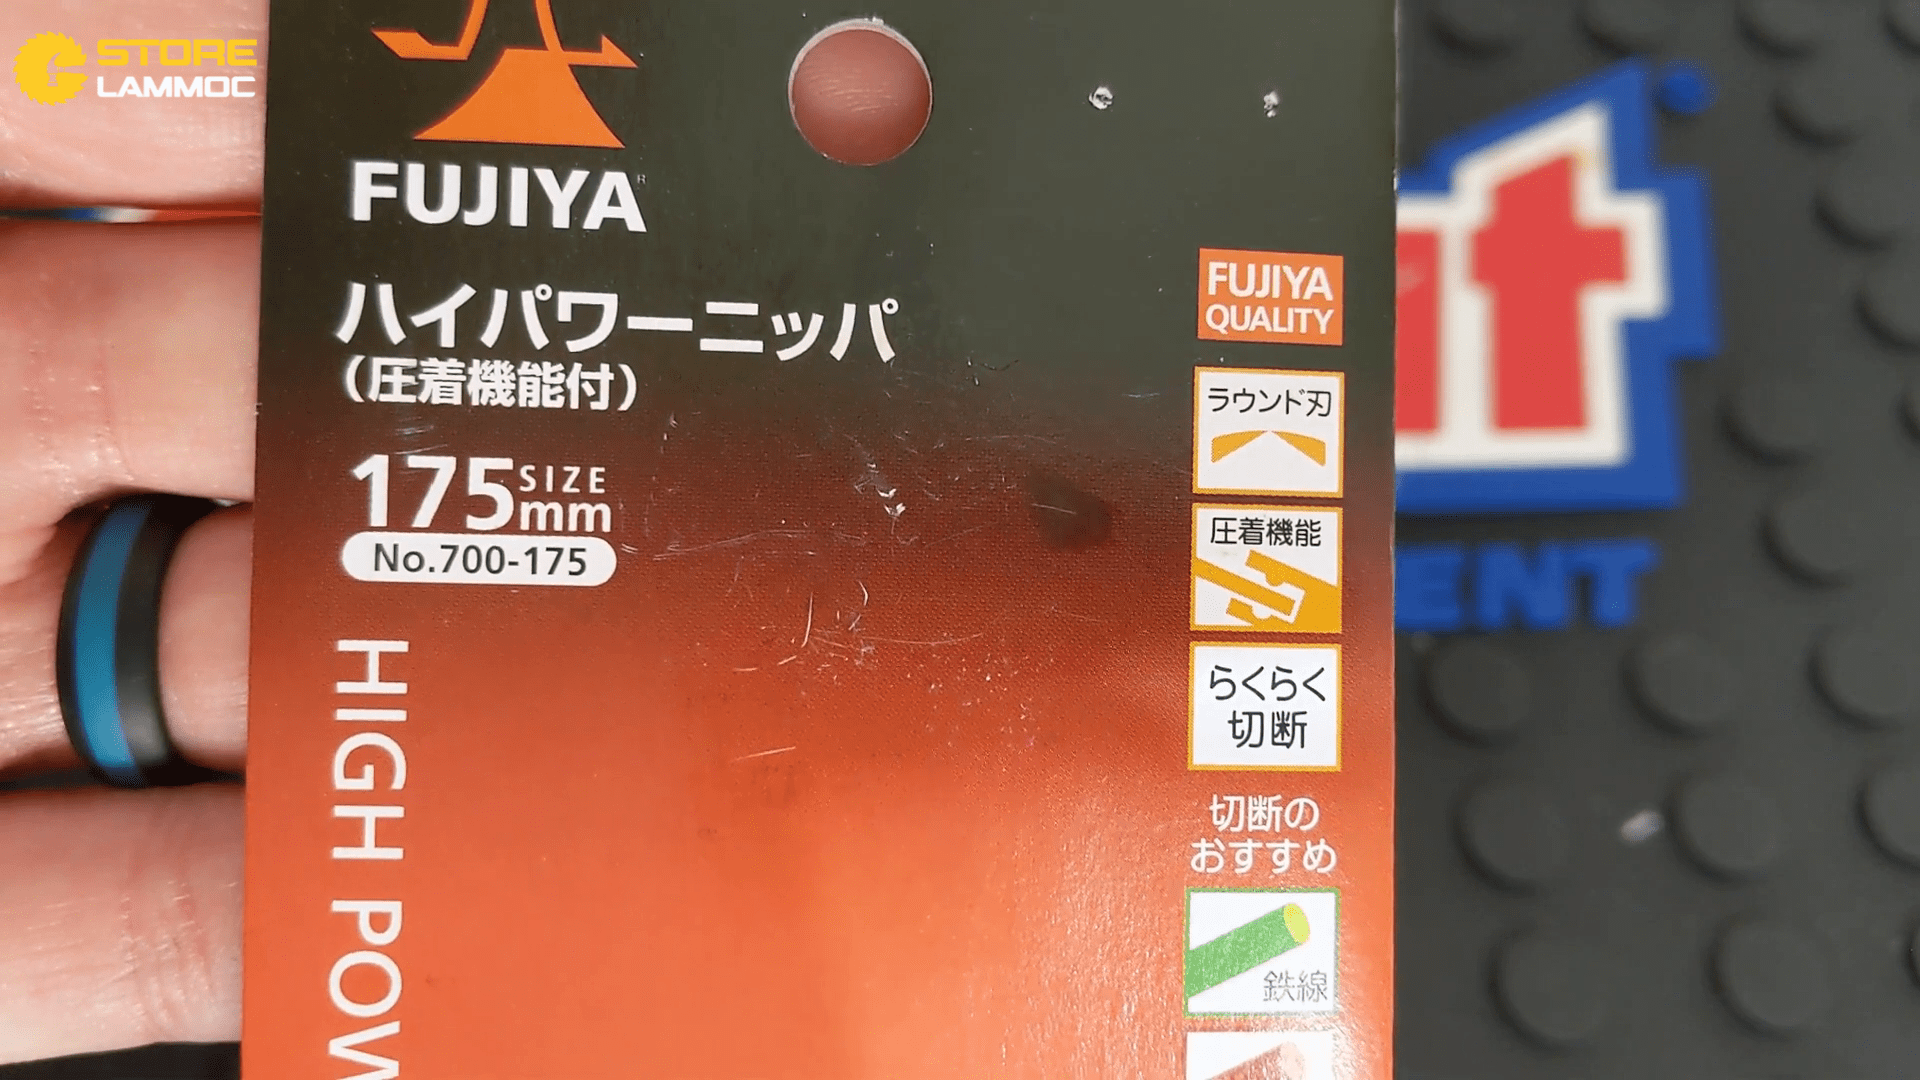 STORE
LAMMOC
FUJIYA
ハイパワーニッパ
（圧着機能付）
175 SIZE mm
No.700-175
HIGH POW
FUJIYA
QUALITY
ラウンド刃
圧着機能
らくらく
切断
切断の
おすすめ
鉄線
ENT